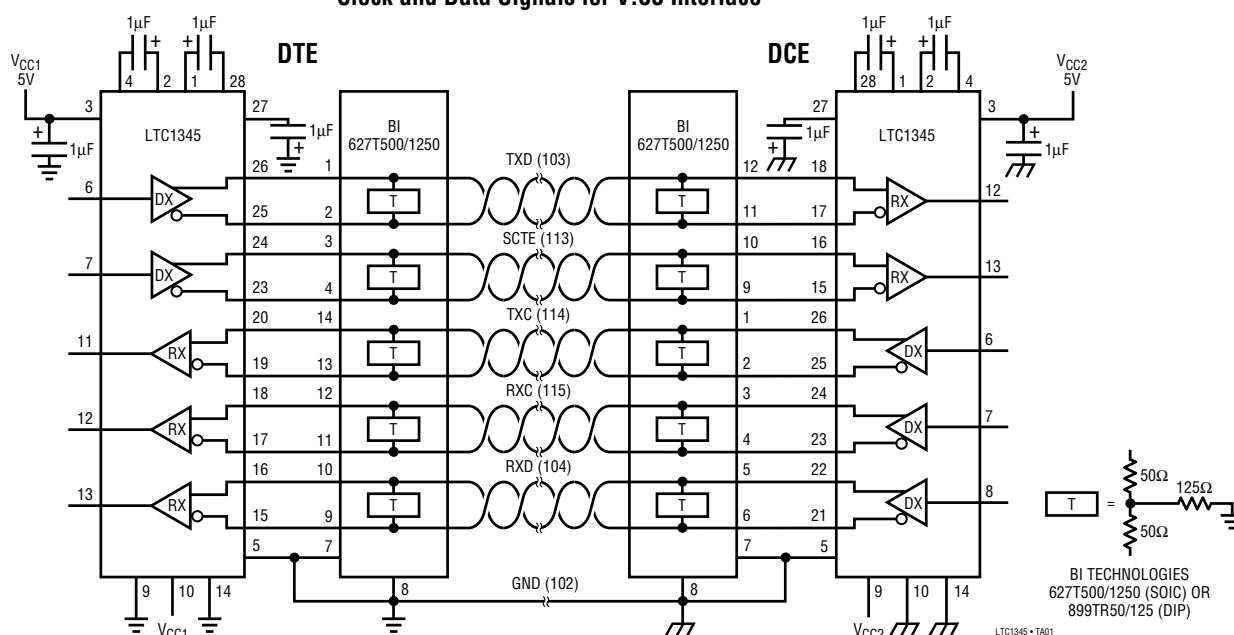 Clock and Data Signals for V.35 Interface
1µF 1µF 1µF 1µF
DTE DCE
VCC1
5V
VCC2
5V
4 2 1 28 28 1 2 4
3 27 27 3
LTC1345 BI
627T500/1250 BI
627T500/1250 LTC1345
+ 1µF 1µF + 1µF + + 1µF
TXD (103)
26 1 12 18
6 DX T T RX 12
25 2 11 17
SCTE (113)
24 3 10 16
7 DX T T RX 13
23 4 9 15
TXC (114)
20 14 1 26
11 RX T T DX 6
19 13 2 25
RXC (115)
18 12 3 24
12 RX T T DX 7
17 11 4 23
RXD (104)
16 10 5 22
13 RX T T DX 8
15 9 6 21
5 7 7 5
GND (102)
9 10 14 8 8 9 10 14
VCC1 VCC2
T = 50Ω 125Ω
50Ω
BI TECHNOLOGIES
627T500/1250 (SOIC) OR
899TR50/125 (DIP)
LTC1345 • TA01